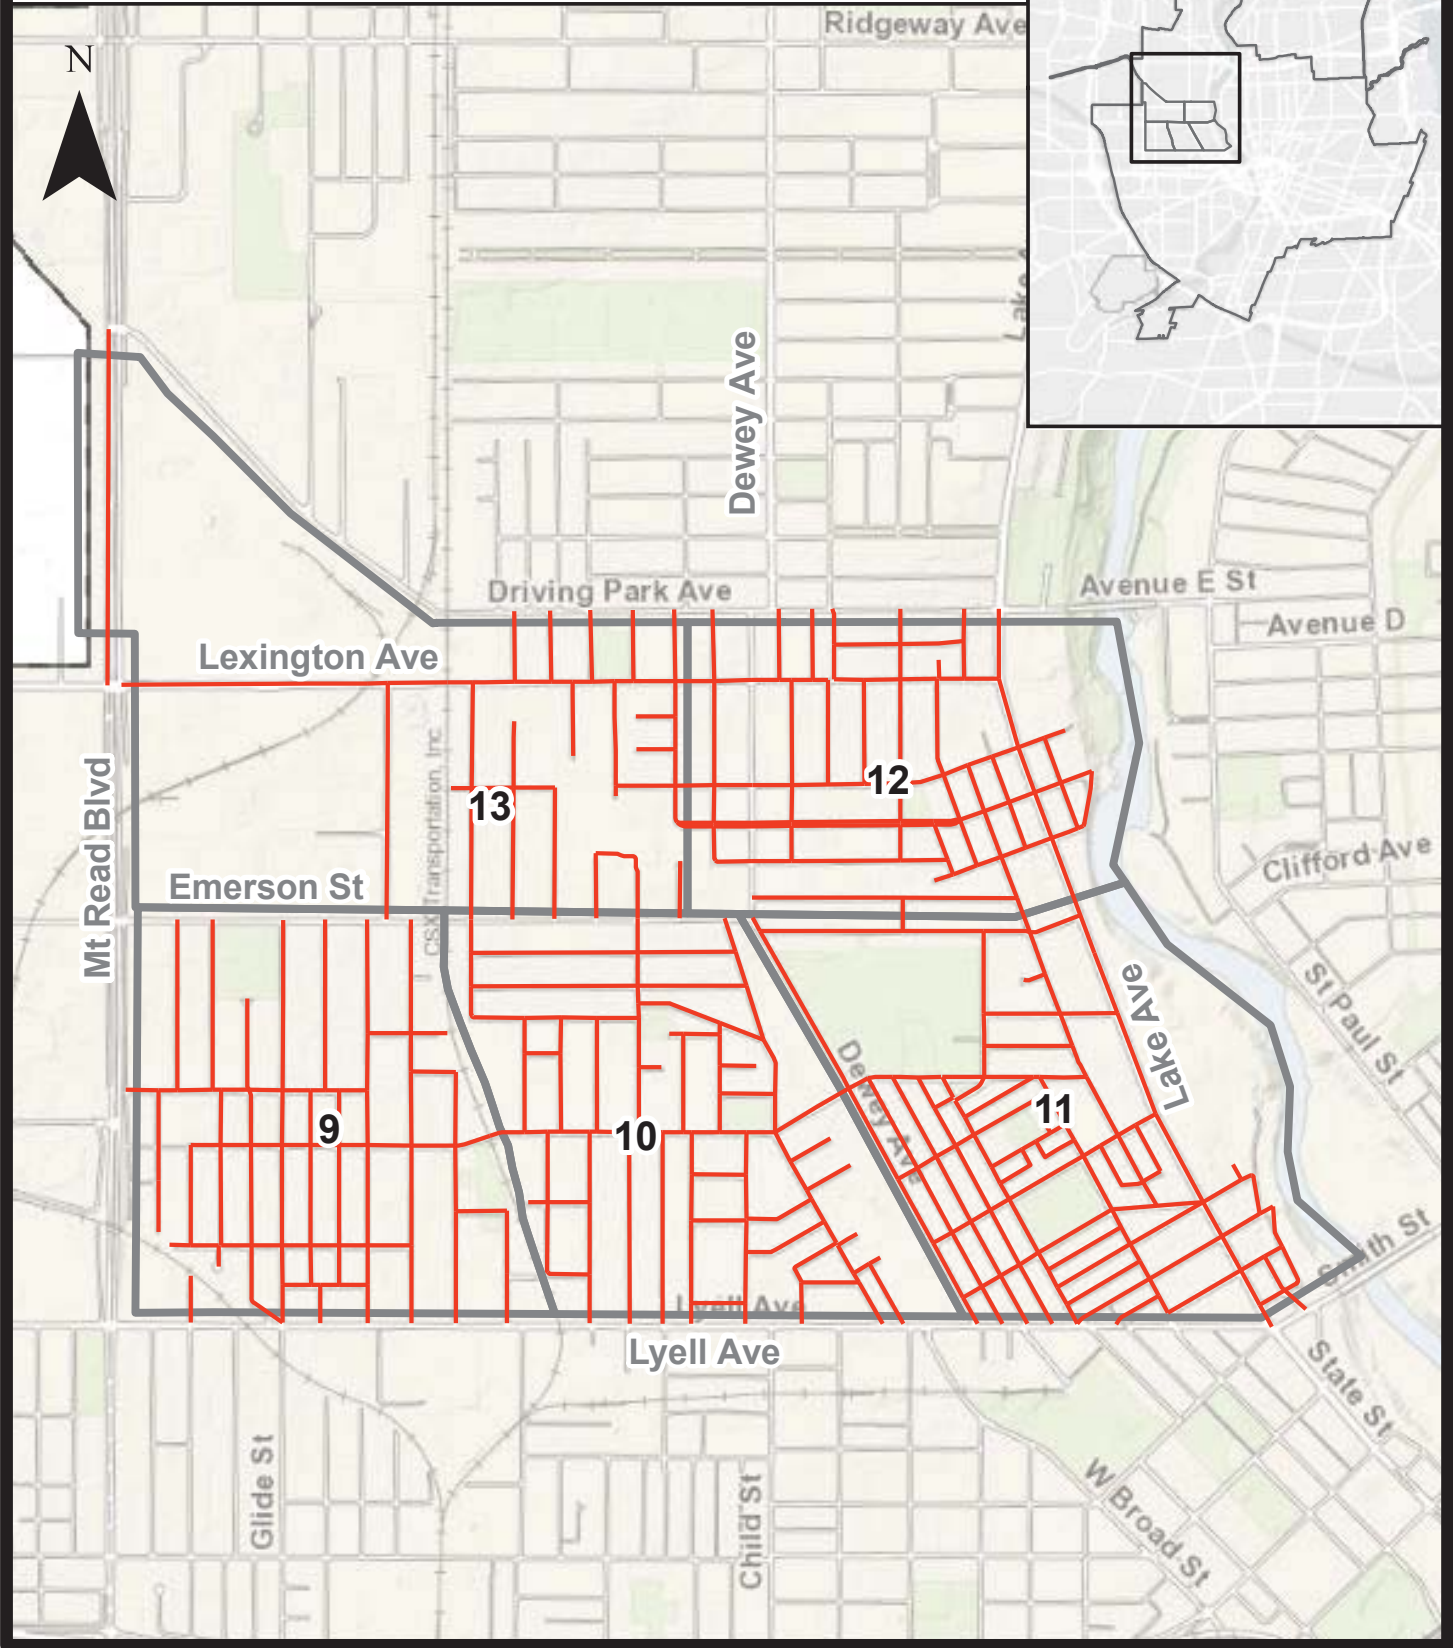 Ridgeway Ave
N
Lake A
Dewey Ave
Driving Park Ave
Avenue E St
Avenue D
Lexington Ave
CSX Transportation, Inc
Mt Read Blvd
13
12
Clifford Ave
Emerson St
Lake Ave
St Paul St
Dewey Ave
9
10
11
Smith St
Lyell Ave
Lyell Ave
State St
Glide St
Child St
W Broad St